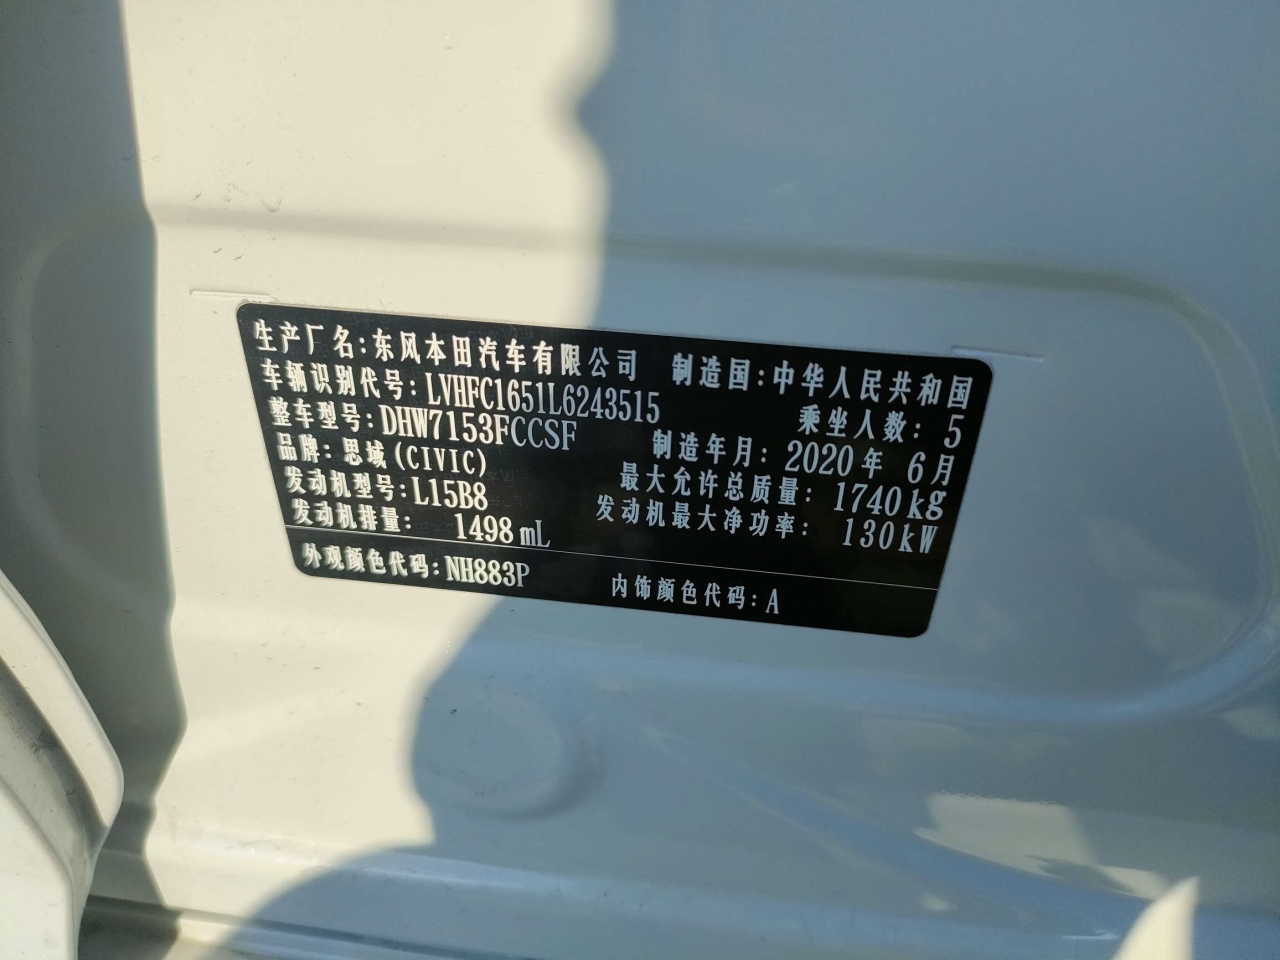 生产厂名:东风本田汽车有限公司 制造国:中华人民共和国
车辆识别代号:LVHFC1651L6243515 乘坐人数: 5
整车型号:DHW7153FCCSF 制造年月: 2020年 6月
品牌:思域(CIVIC) 最大允许总质量: 1740kg
发动机型号:L15B8 发动机最大净功率: 130kW
发动机排量: 1498mL
外观颜色代码:NH883P 内饰颜色代码:A